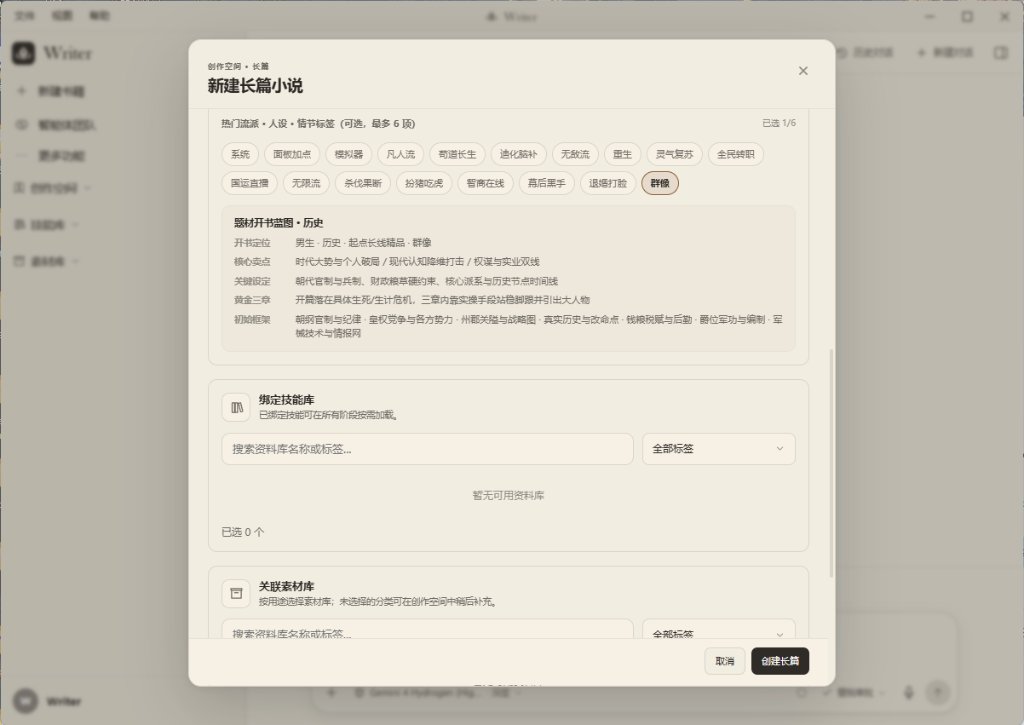 文件 视图 帮助
Writer
Writer
历史对话
新建对话
新建书籍
智能体团队
更多功能
创作空间
技能库
素材库
创作空间 • 长篇
新建长篇小说
热门流派 • 人设 • 情节标签（可选，最多 6 项）
已选 1/6
系统 面板加点 模拟器 凡人流 苟道长生 迪化脑补 无敌流 重生 灵气复苏 全民转职
国运直播 无限流 杀伐果断 扮猪吃虎 智商在线 幕后黑手 退婚打脸 群像
题材开书蓝图 • 历史
开书定位 男生 · 历史 · 起点长线精品 · 群像
核心卖点 时代大势与个人破局 / 现代认知降维打击 / 权谋与实业双线
关键设定 朝代官制与兵制、财政粮草硬约束、核心派系与历史节点时间线
黄金三章 开篇落在具体生死/生计危机，三章内靠实操手段站稳脚跟并引出大人物
初始框架 朝纲官制与纪律 · 皇权党争与各方势力 · 州郡关隘与战略图 · 真实历史与改命点 · 钱粮税赋与后勤 · 爵位军功与编制 · 军
械技术与情报网
绑定技能库
已绑定技能可在所有阶段按需加载。
搜索资料库名称或标签... 全部标签
暂无可用资料库
已选 0 个
关联素材库
按用途选择素材库；未选择的分类可在创作空间中稍后补充。
搜索资料库名称或标签... 全部标签
取消 创建长篇
Writer